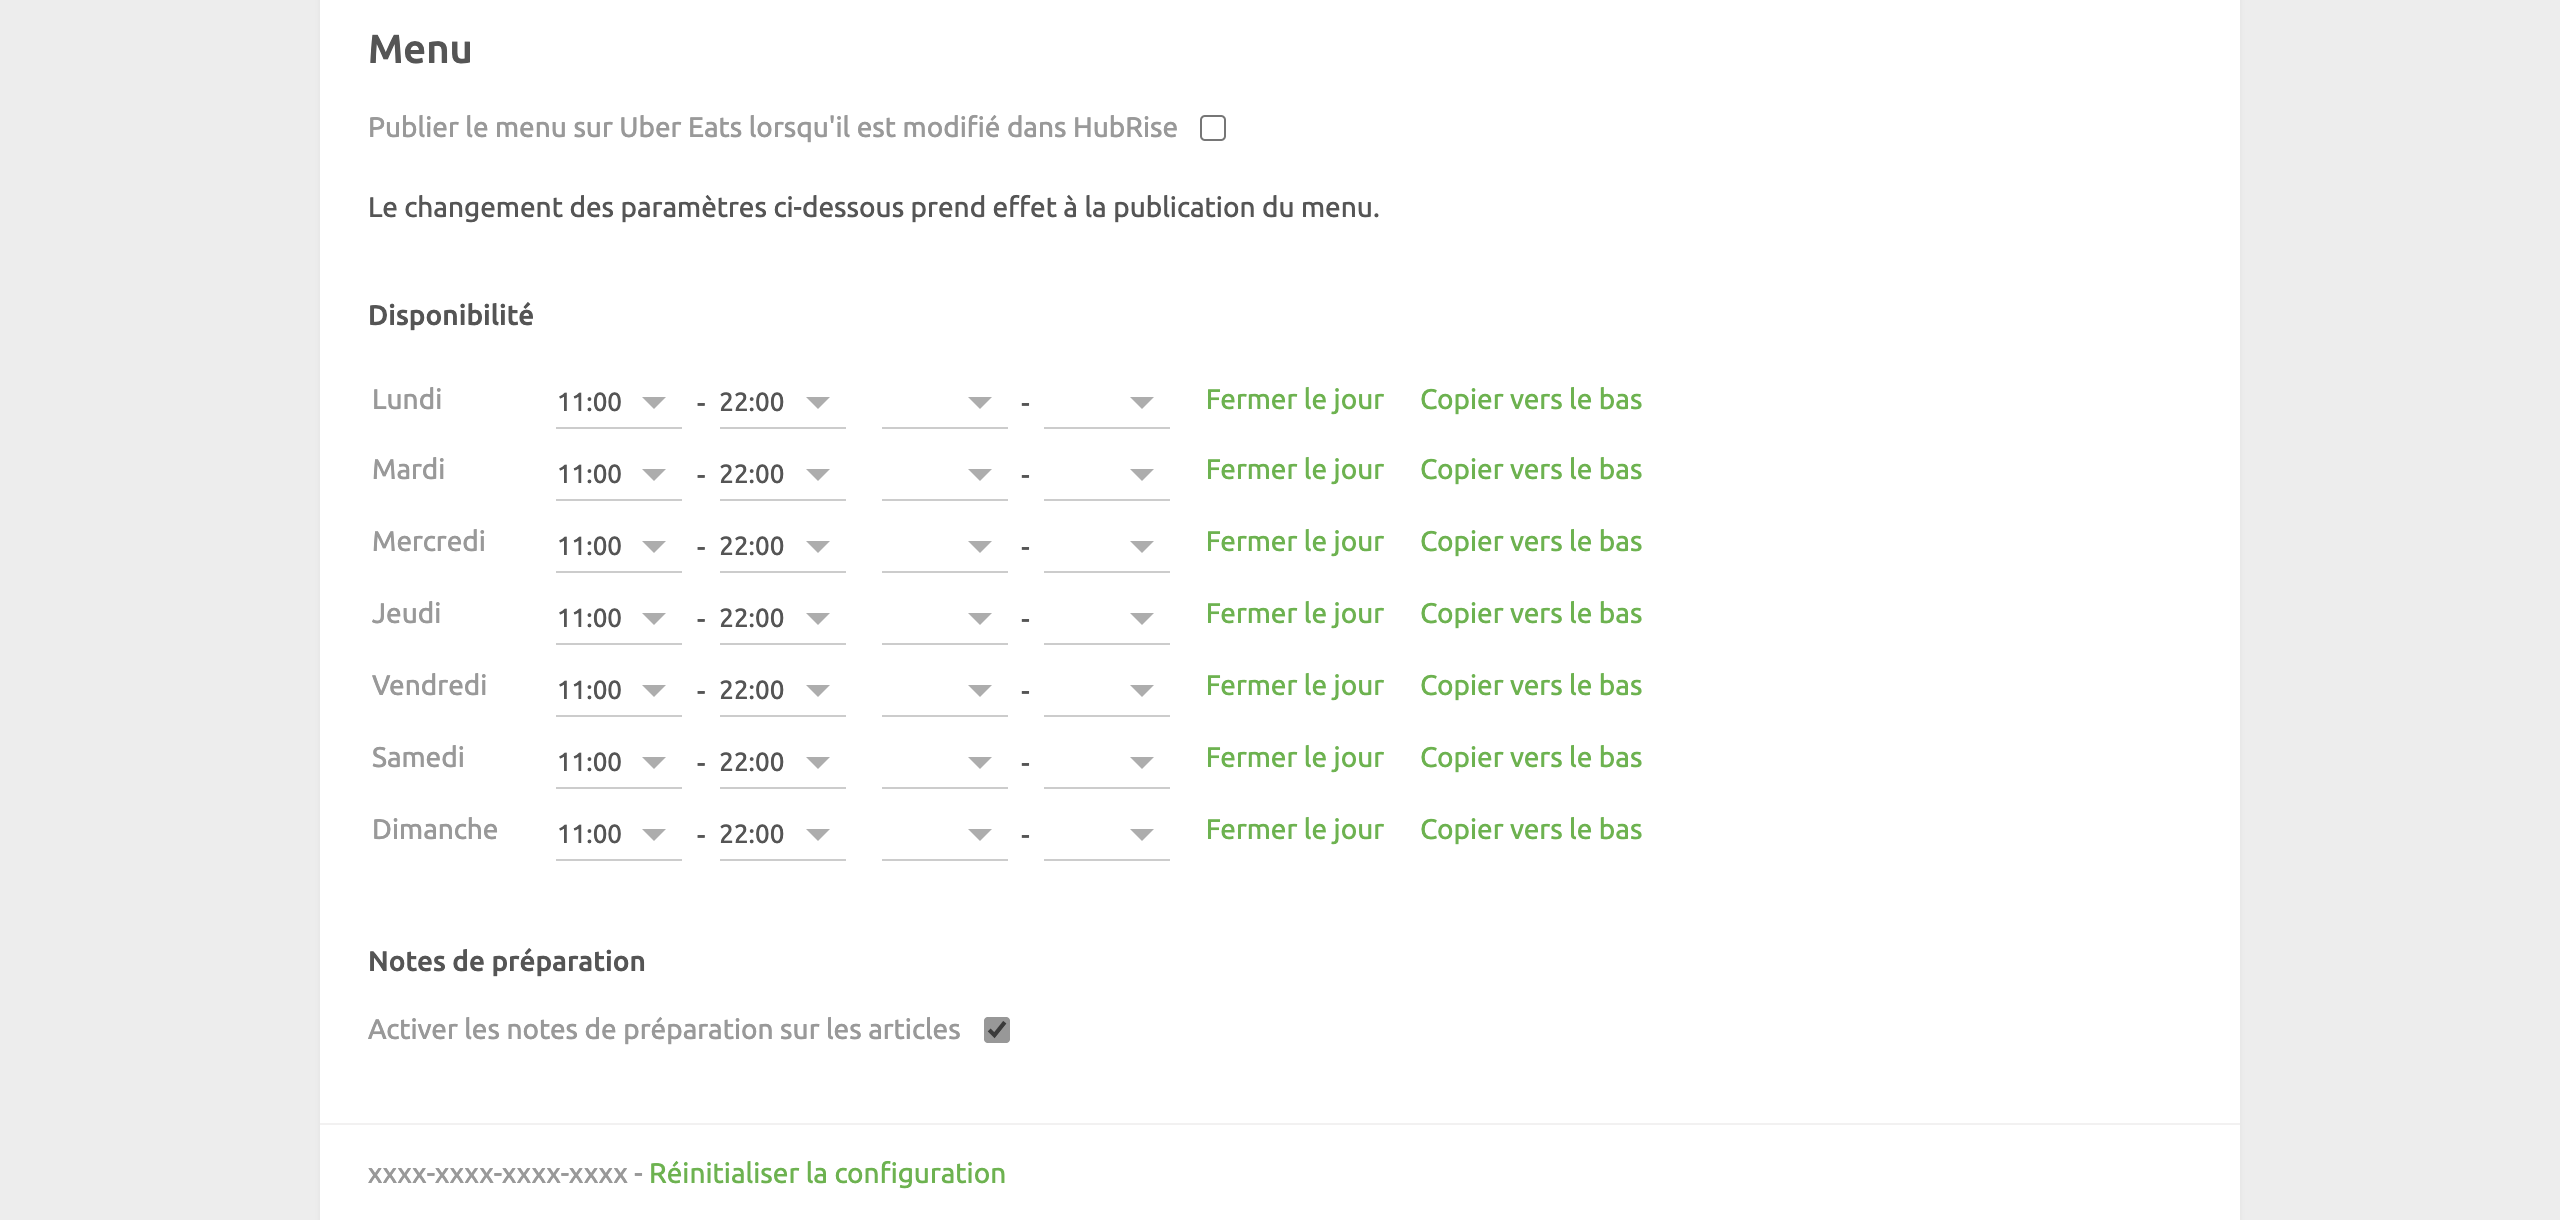 Menu
Publier le menu sur Uber Eats lorsqu'il est modifié dans HubRise
Le changement des paramètres ci-dessous prend effet à la publication du menu.
Disponibilité
Lundi 11:00 - 22:00 - Fermer le jour Copier vers le bas
Mardi 11:00 - 22:00 - Fermer le jour Copier vers le bas
Mercredi 11:00 - 22:00 - Fermer le jour Copier vers le bas
Jeudi 11:00 - 22:00 - Fermer le jour Copier vers le bas
Vendredi 11:00 - 22:00 - Fermer le jour Copier vers le bas
Samedi 11:00 - 22:00 - Fermer le jour Copier vers le bas
Dimanche 11:00 - 22:00 - Fermer le jour Copier vers le bas
Notes de préparation
Activer les notes de préparation sur les articles
xxxx-xxxx-xxxx-xxxx - Réinitialiser la configuration